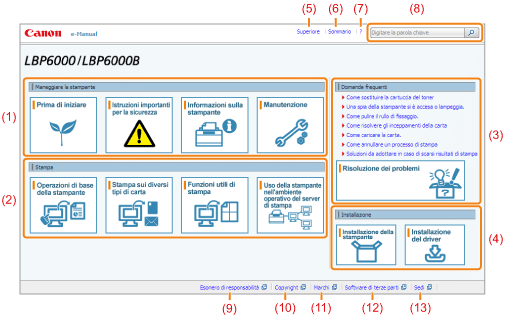 (5)
(6)
(7)
(8)
Canon e-Manual
Superiore
Sommario
?
Digitare la parola chiave
LBP6000/LBP6000B
(1)
Maneggiare la stampante
Prima di iniziare
Istruzioni importanti
per la sicurezza
Informazioni sulla
stampante
Manutenzione
(2)
Stampa
Operazioni di base
della stampante
Stampa sui diversi
tipi di carta
Funzioni utili di
stampa
Uso della stampante
nell'ambiente
operativo del server
di stampa
(3)
Domande frequenti
Come sostituire la cartuccia del toner
Una spia della stampante si è accesa o lampeggia.
Come pulire il rullo di fissaggio.
Come risolvere gli inceppamenti della carta
Come caricare la carta.
Come annullare un processo di stampa
Soluzioni da adottare in caso di scarsi risultati di stampa
Risoluzione dei problemi
(4)
Installazione
Installazione della
stampante
Installazione
del driver
Esonero di responsabilità
Copyright
Marchi
Software di terze parti
Sedi
(9)
(10)
(11)
(12)
(13)